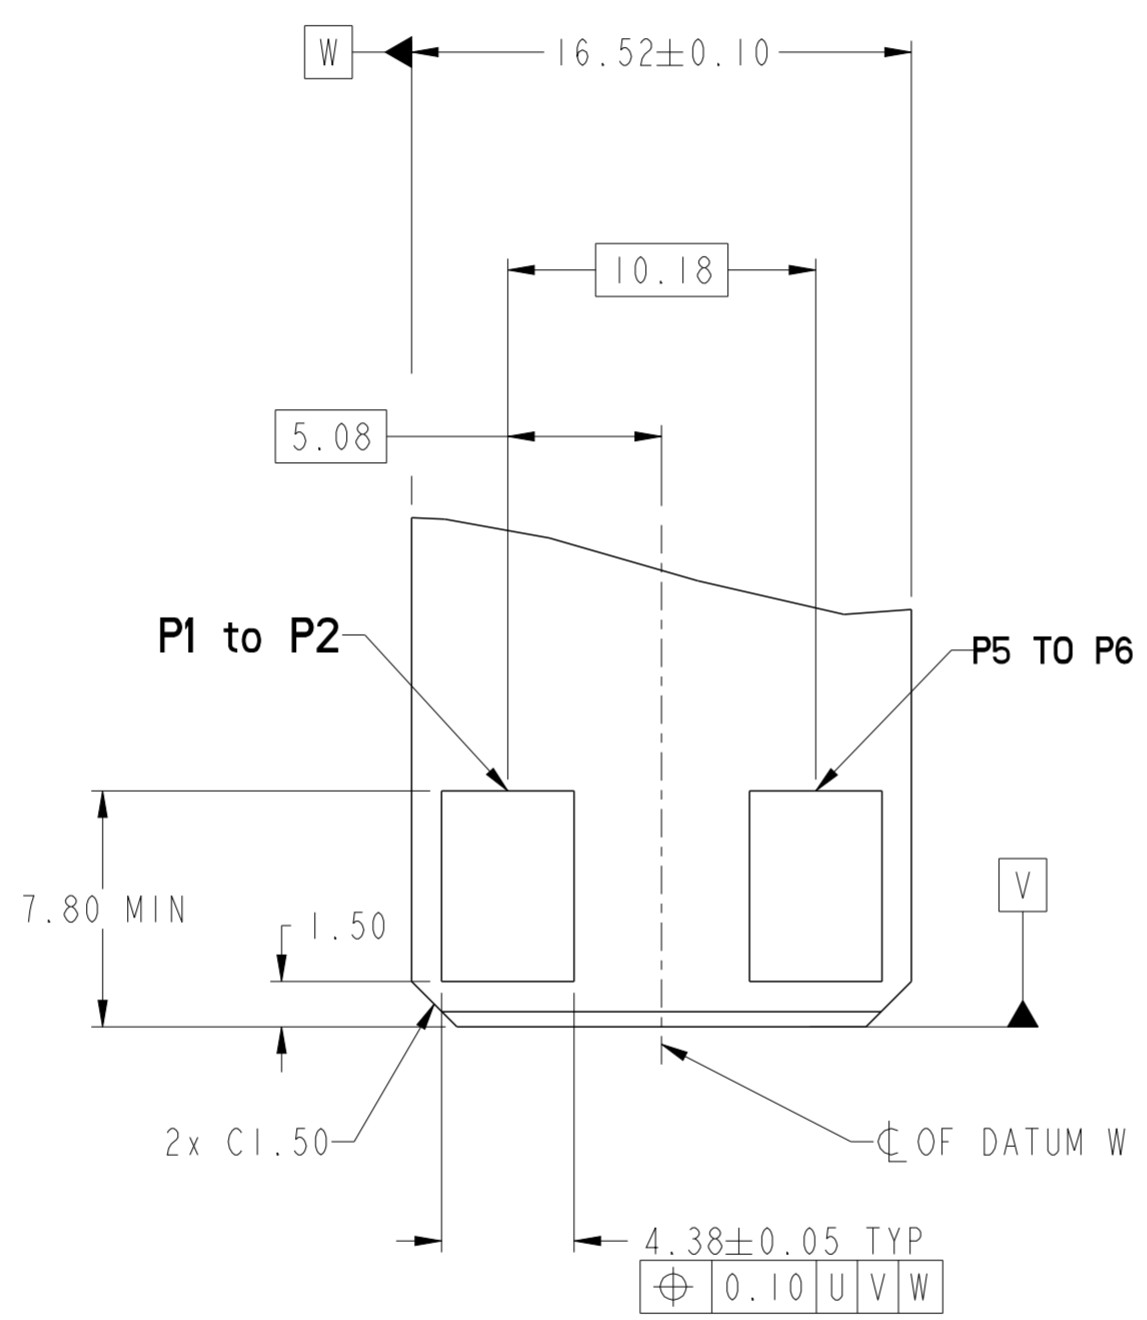 W
16.52±0.10
10.18
5.08
P1 to P2
P5 TO P6
V
7.80 MIN
1.50
2x C1.50
℄ OF DATUM W
4.38±0.05 TYP
⌖ 0.10 U V W